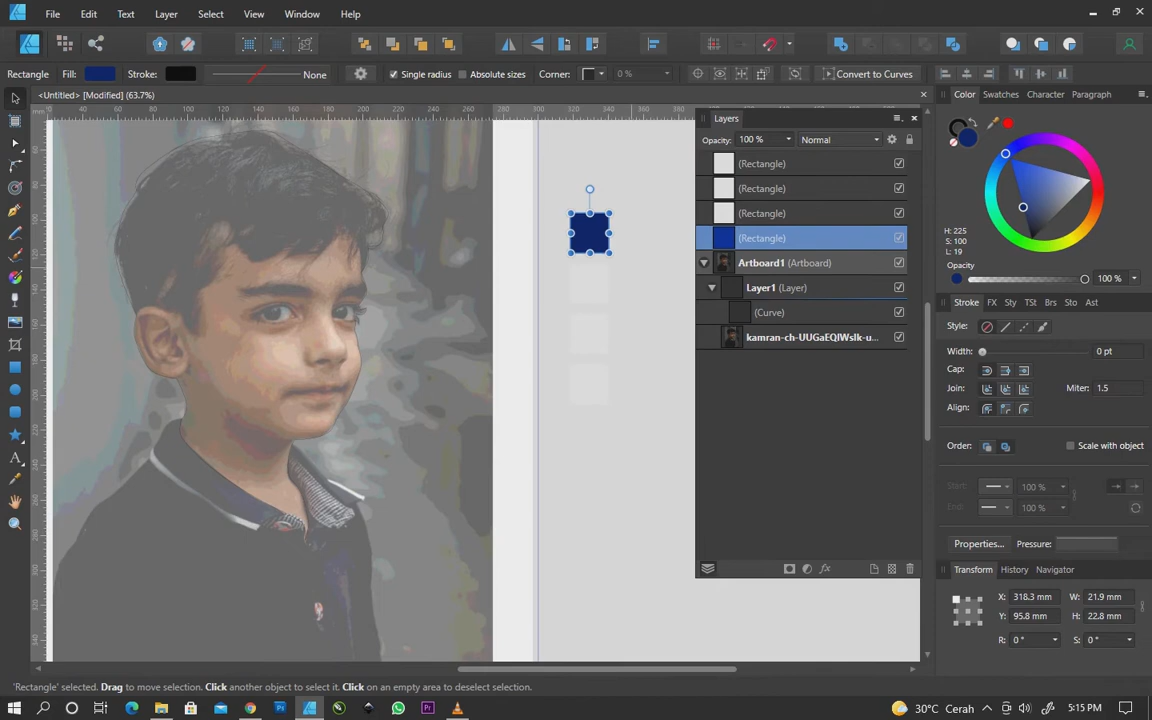 File Edit Text Layer Select View Window Help
Rectangle Fill: Stroke: None Single radius Absolute sizes Corner: 0 % Convert to Curves
<Untitled> [Modified] (63.7%)
Color Swatches Character Paragraph
mm
Layers
Opacity: 100 % Normal
(Rectangle)
(Rectangle)
(Rectangle)
(Rectangle)
Artboard1 (Artboard)
Layer1 (Layer)
(Curve)
kamran-ch-UUGaEQIWsIk-u...
H: 225
S: 100
L: 19
Opacity
100 %
Stroke FX Sty TST Brs Sto Ast
Style:
Width: 0 pt
Cap:
Join: Miter: 1.5
Align:
Order: Scale with object
Start: 100 %
End: 100 %
Properties... Pressure:
Transform History Navigator
X: 318.3 mm W: 21.9 mm
Y: 95.8 mm H: 22.8 mm
R: 0 ° S: 0 °
'Rectangle' selected. Drag to move selection. Click another object to select it. Click on an empty area to deselect selection.
30°C Cerah 5:15 PM